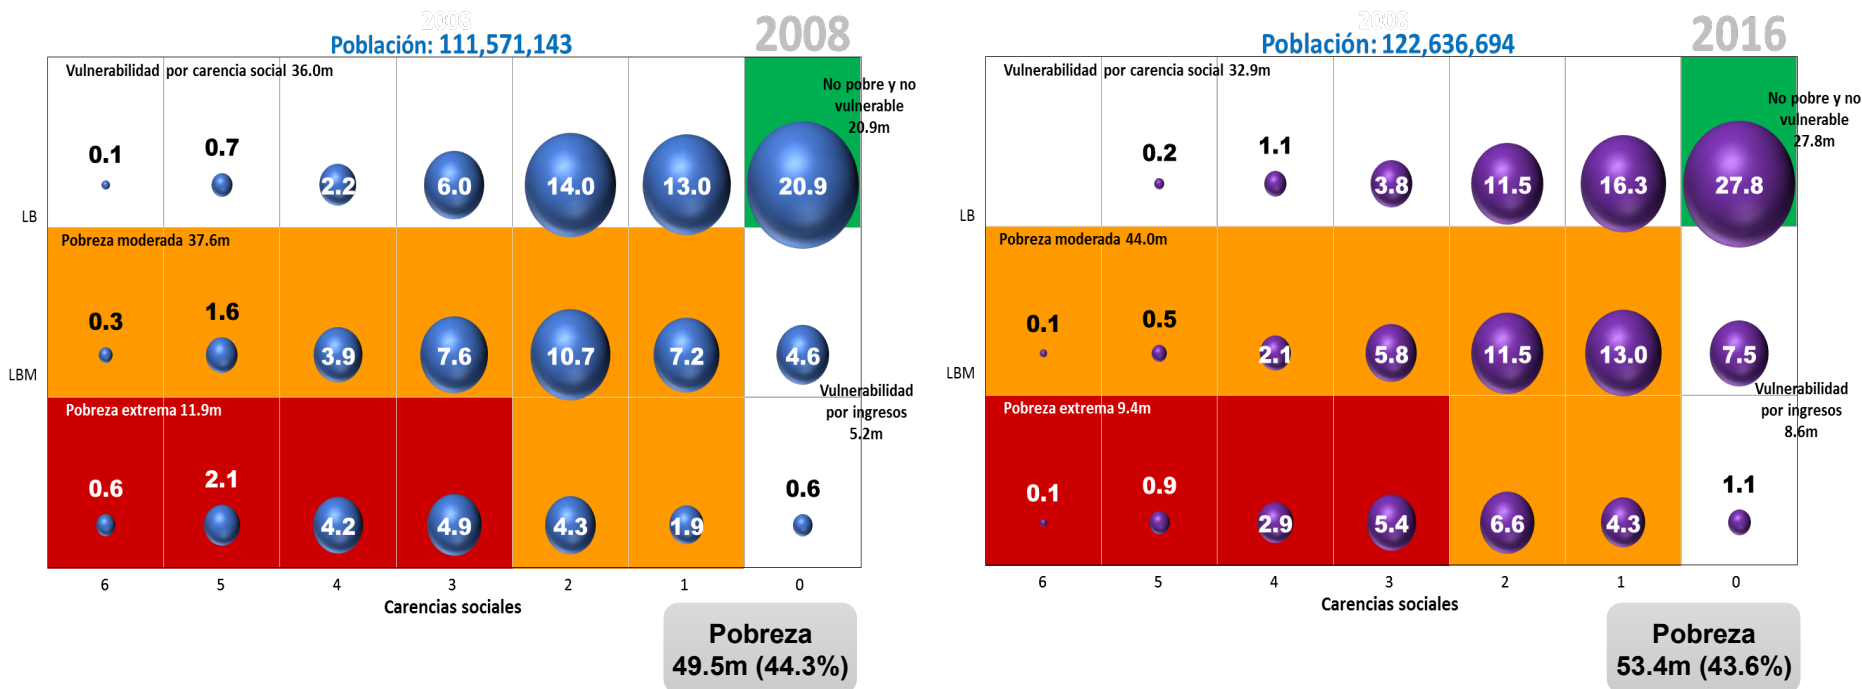 2008
2008
Población: 111,571,143
Vulnerabilidad por carencia social 36.0m
No pobre y no
vulnerable
20.9m
0.1
0.7
2.2
6.0
14.0
13.0
20.9
LB
Pobreza moderada 37.6m
0.3
1.6
3.9
7.6
10.7
7.2
4.6
LBM
Vulnerabilidad
por ingresos
5.2m
Pobreza extrema 11.9m
0.6
2.1
4.2
4.9
4.3
1.9
0.6
6 5 4 3 2 1 0
Carencias sociales
Pobreza
49.5m (44.3%)
2008
2016
Población: 122,636,694
Vulnerabilidad por carencia social 32.9m
No pobre y no
vulnerable
27.8m
0.2
1.1
3.8
11.5
16.3
27.8
LB
Pobreza moderada 44.0m
0.1
0.5
2.1
5.8
11.5
13.0
7.5
LBM
Vulnerabilidad
por ingresos
8.6m
Pobreza extrema 9.4m
0.1
0.9
2.9
5.4
6.6
4.3
1.1
6 5 4 3 2 1 0
Carencias sociales
Pobreza
53.4m (43.6%)